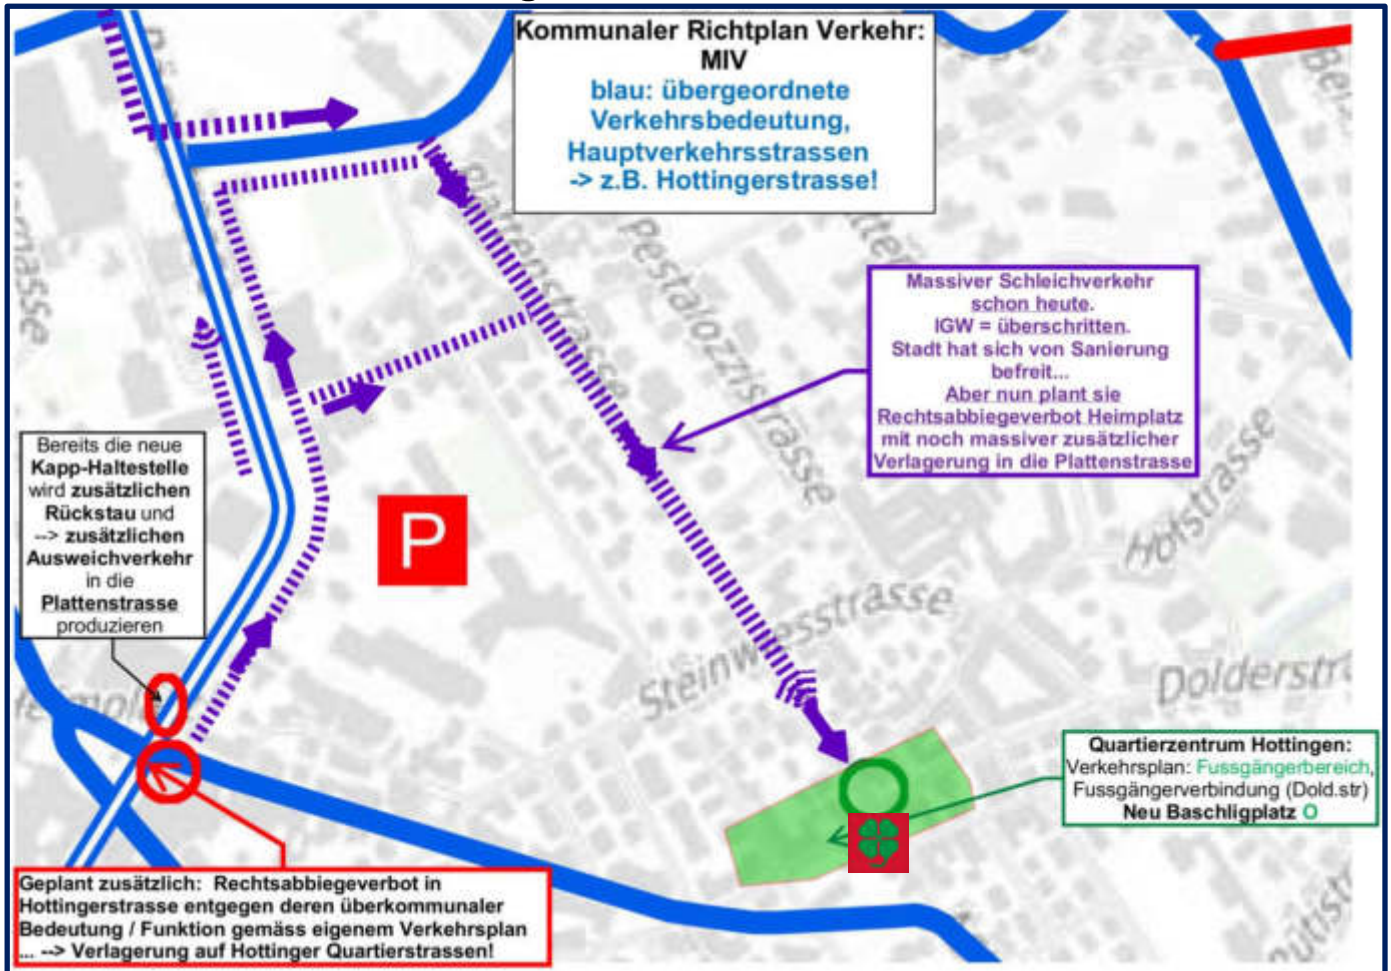 Kommunaler Richtplan Verkehr:
MIV
blau: übergeordnete
Verkehrsbedeutung,
Hauptverkehrsstrassen
-> z.B. Hottingerstrasse!
Plattenstrasse
Pestalozzistrasse
Massiver Schleichverkehr
schon heute.
IGW = überschritten.
Stadt hat sich von Sanierung
befreit...
Aber nun plant sie
Rechtsabbiegeverbot Heimplatz
mit noch massiver zusätzlicher
Verlagerung in die Plattenstrasse
Bereits die neue
Kapp-Haltestelle
wird zusätzlichen
Rückstau und
--> zusätzlichen
Ausweichverkehr
in die
Plattenstrasse
produzieren
P
Hofstrasse
Steinwiesstrasse
Dolderstr
Quartierzentrum Hottingen:
Verkehrsplan: Fussgängerbereich,
Fussgängerverbindung (Dold.str)
Neu Baschligplatz O
Geplant zusätzlich: Rechtsabbiegeverbot in
Hottingerstrasse entgegen deren überkommunaler
Bedeutung / Funktion gemäss eigenem Verkehrsplan
... --> Verlagerung auf Hottinger Quartierstrassen!